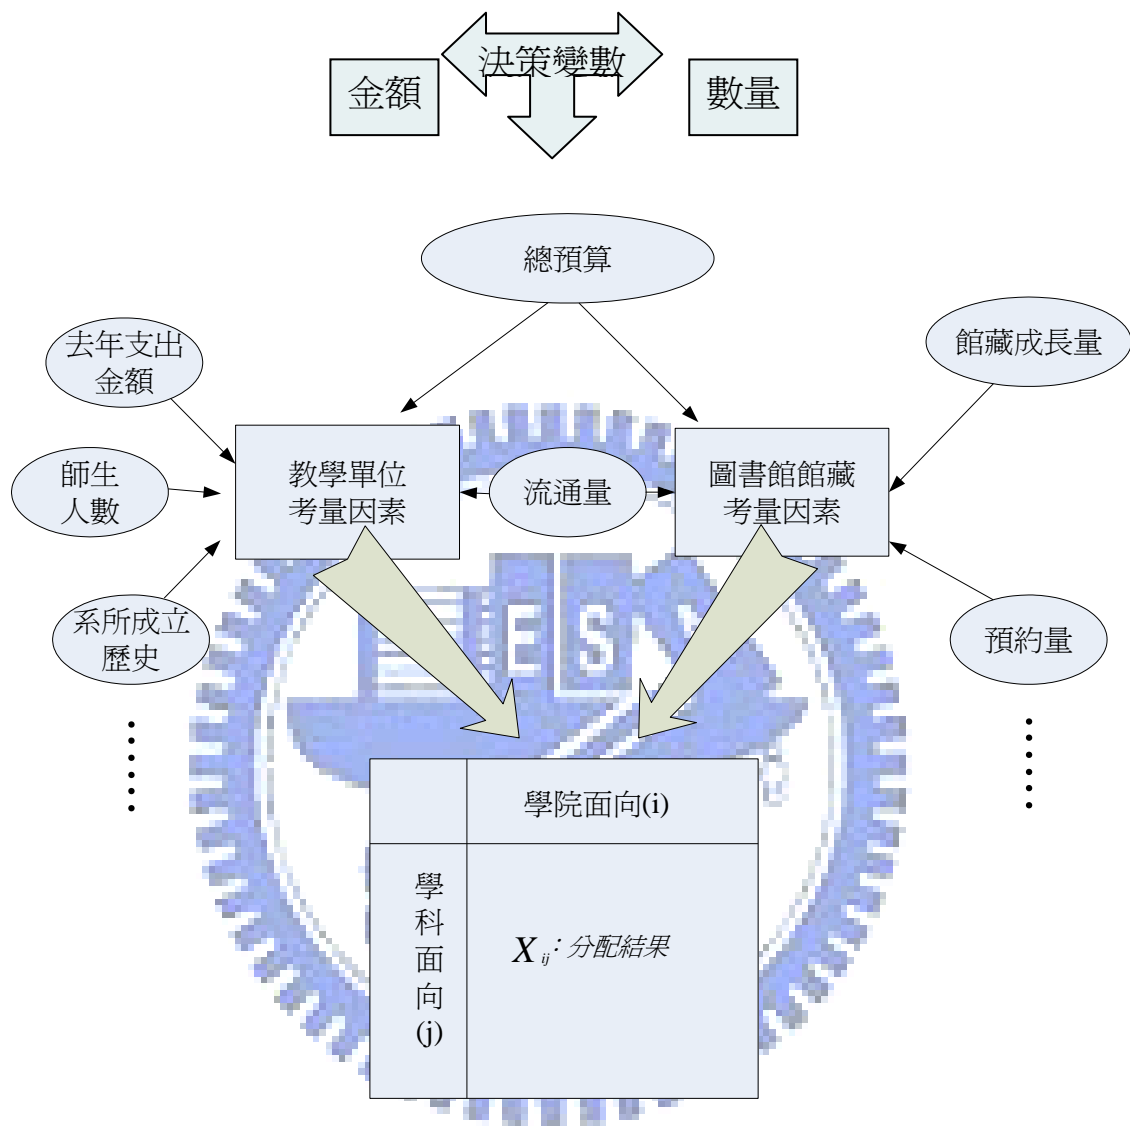 決策變數
金額
數量
總預算
去年支出
金額
館藏成長量
師生
人數
教學單位
考量因素
流通量
圖書館館藏
考量因素
系所成立
歷史
預約量
ES
學院面向(i)
學
科
面
向
(j)
X ij：分配結果